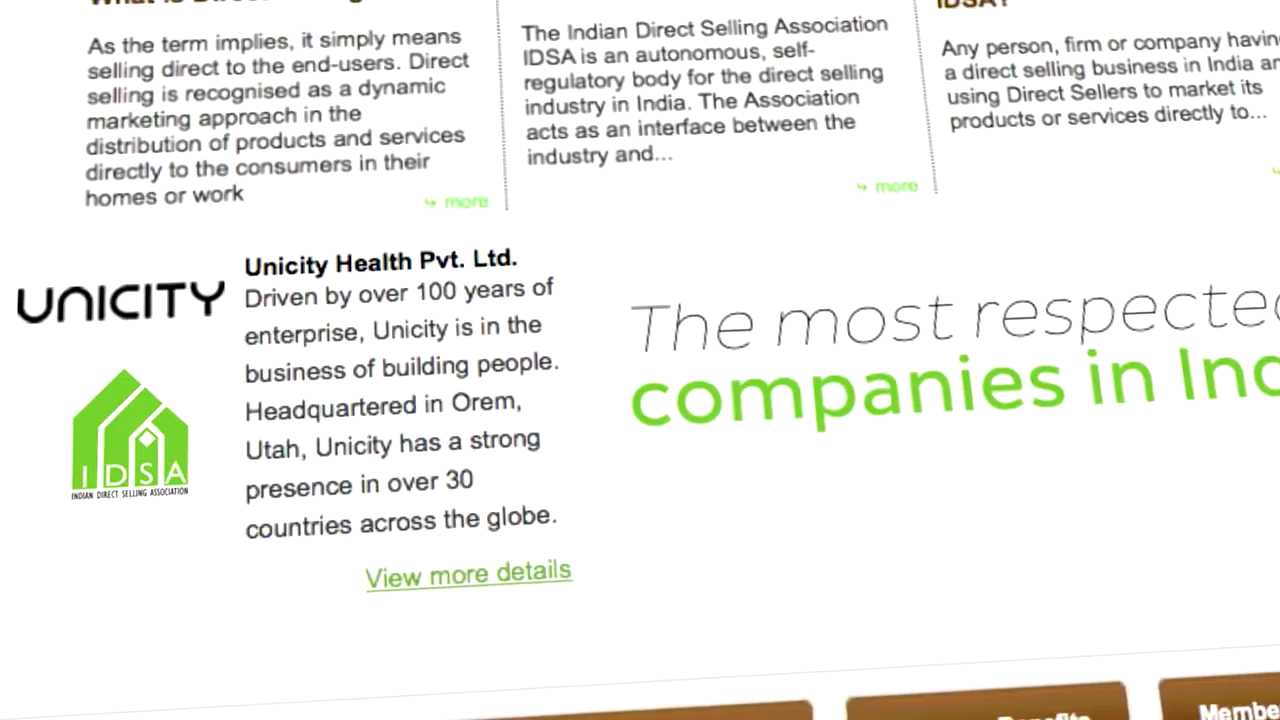 As the term implies, it simply means
selling direct to the end-users. Direct
selling is recognised as a dynamic
marketing approach in the
distribution of products and services
directly to the consumers in their
homes or work
more
The Indian Direct Selling Association
IDSA is an autonomous, self-
regulatory body for the direct selling
industry in India. The Association
acts as an interface between the
industry and...
more
IDSA?
Any person, firm or company
a direct selling business in India
using Direct Sellers to market its
products or services directly to...
UNICITY
IDSA
INDIAN DIRECT SELLING ASSOCIATION
Unicity Health Pvt. Ltd.
Driven by over 100 years of
enterprise, Unicity is in the
business of building people.
Headquartered in Orem,
Utah, Unicity has a strong
presence in over 30
countries across the globe.
View more details
The most respected
companies in
Benefits